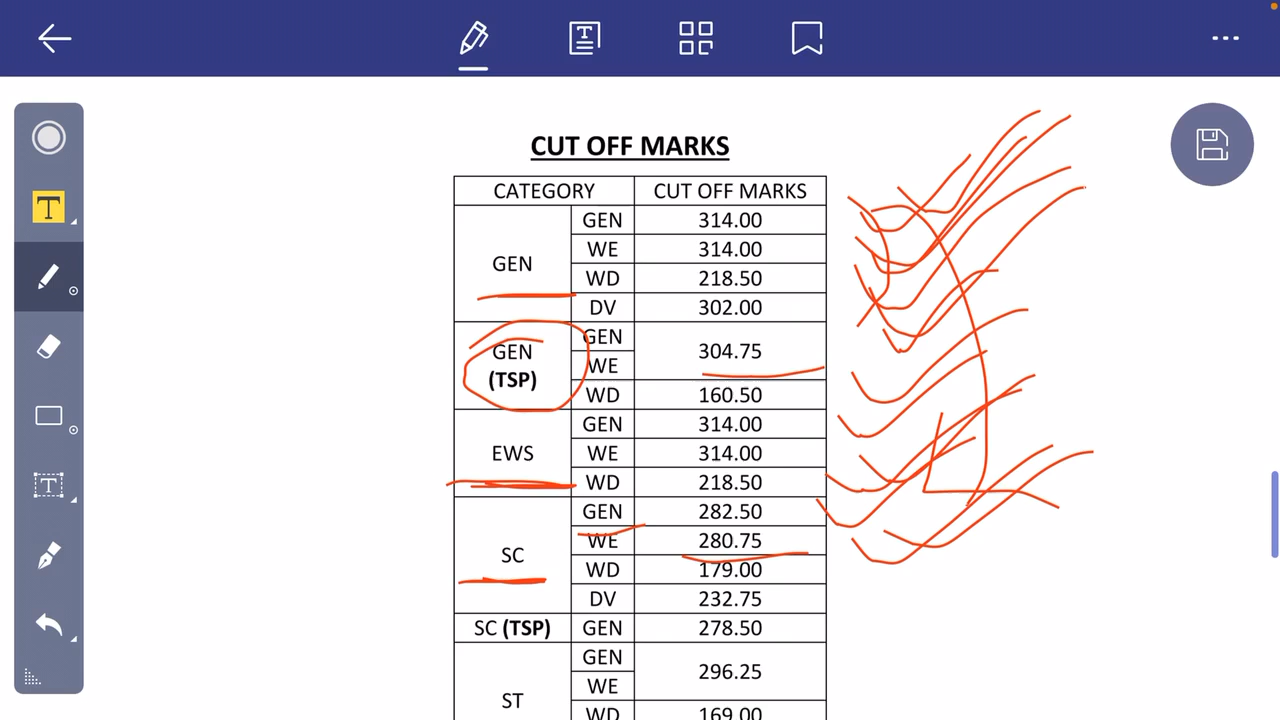 CUT OFF MARKS
CATEGORY CUT OFF MARKS
GEN GEN 314.00
WE 314.00
WD 218.50
DV 302.00
GEN (TSP) GEN 304.75
WE
WD 160.50
EWS GEN 314.00
WE 314.00
WD 218.50
SC GEN 282.50
WE 280.75
WD 179.00
DV 232.75
SC (TSP) GEN 278.50
ST GEN 296.25
WE
WD 169.00